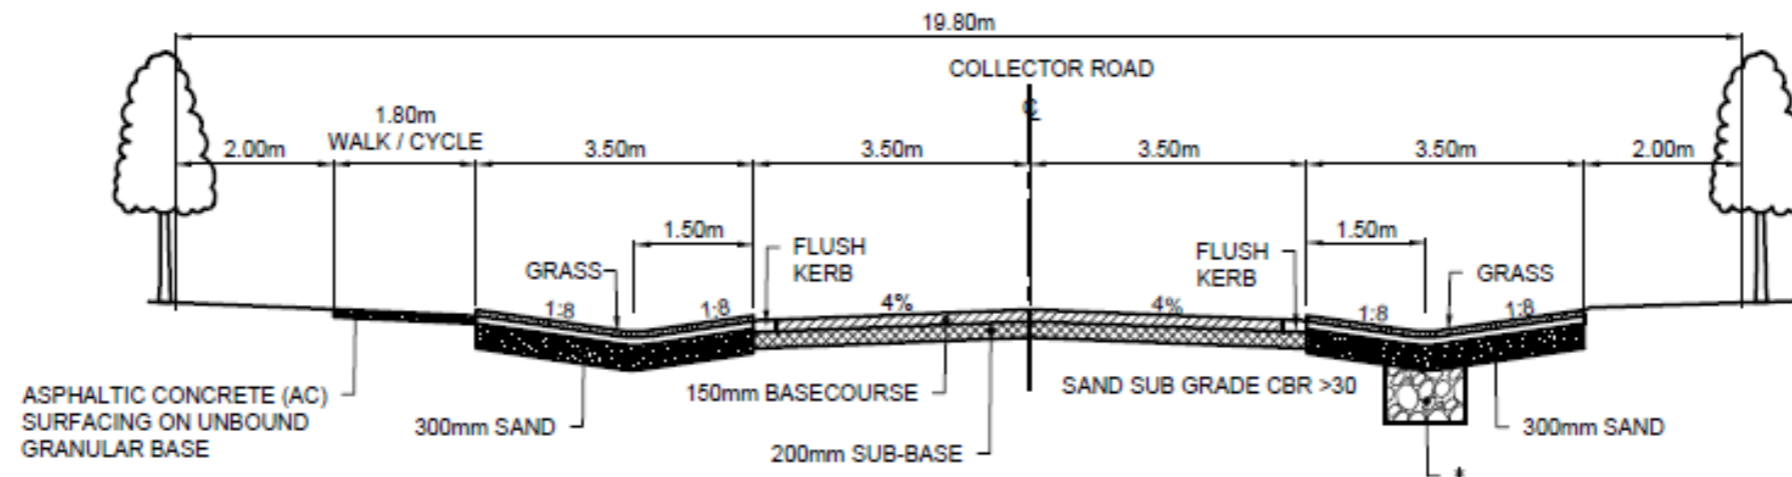 19.80m
COLLECTOR ROAD
℄
1.80m
WALK / CYCLE
2.00m
3.50m
3.50m
3.50m
3.50m
2.00m
1.50m
1.50m
FLUSH
KERB
FLUSH
KERB
GRASS
GRASS
1:8
1:8
4%
4%
1:8
1:8
ASPHALTIC CONCRETE (AC)
SURFACING ON UNBOUND
GRANULAR BASE
300mm SAND
150mm BASECOURSE
200mm SUB-BASE
SAND SUB GRADE CBR >30
300mm SAND
*